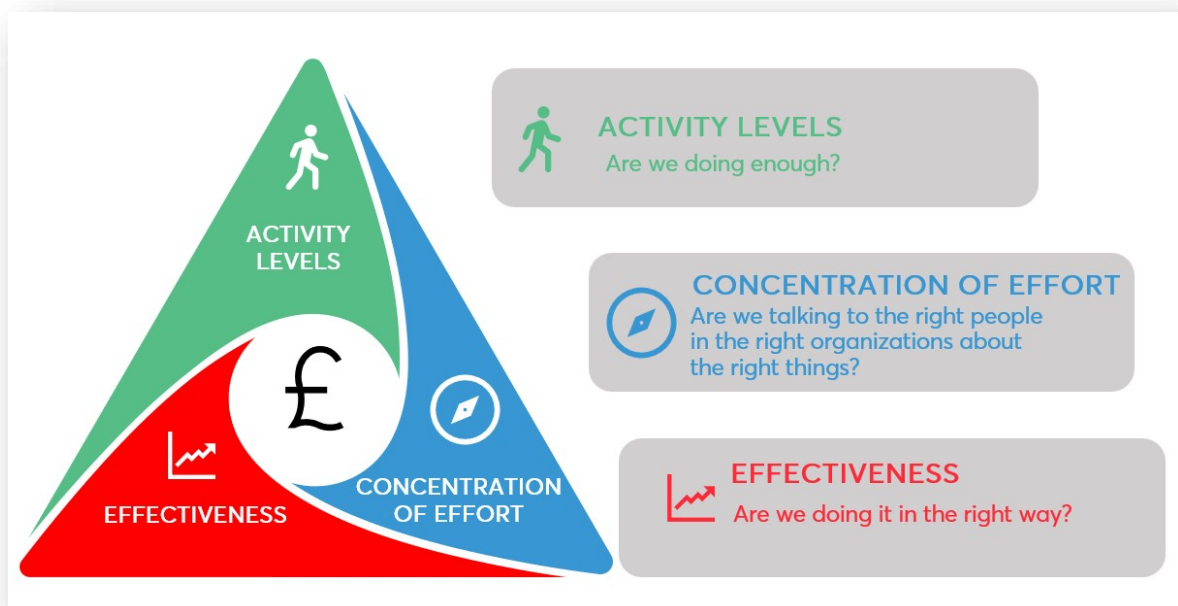 ACTIVITY
LEVELS
£
EFFECTIVENESS
CONCENTRATION
OF EFFORT
ACTIVITY LEVELS
Are we doing enough?
CONCENTRATION OF EFFORT
Are we talking to the right people
in the right organizations about
the right things?
EFFECTIVENESS
Are we doing it in the right way?